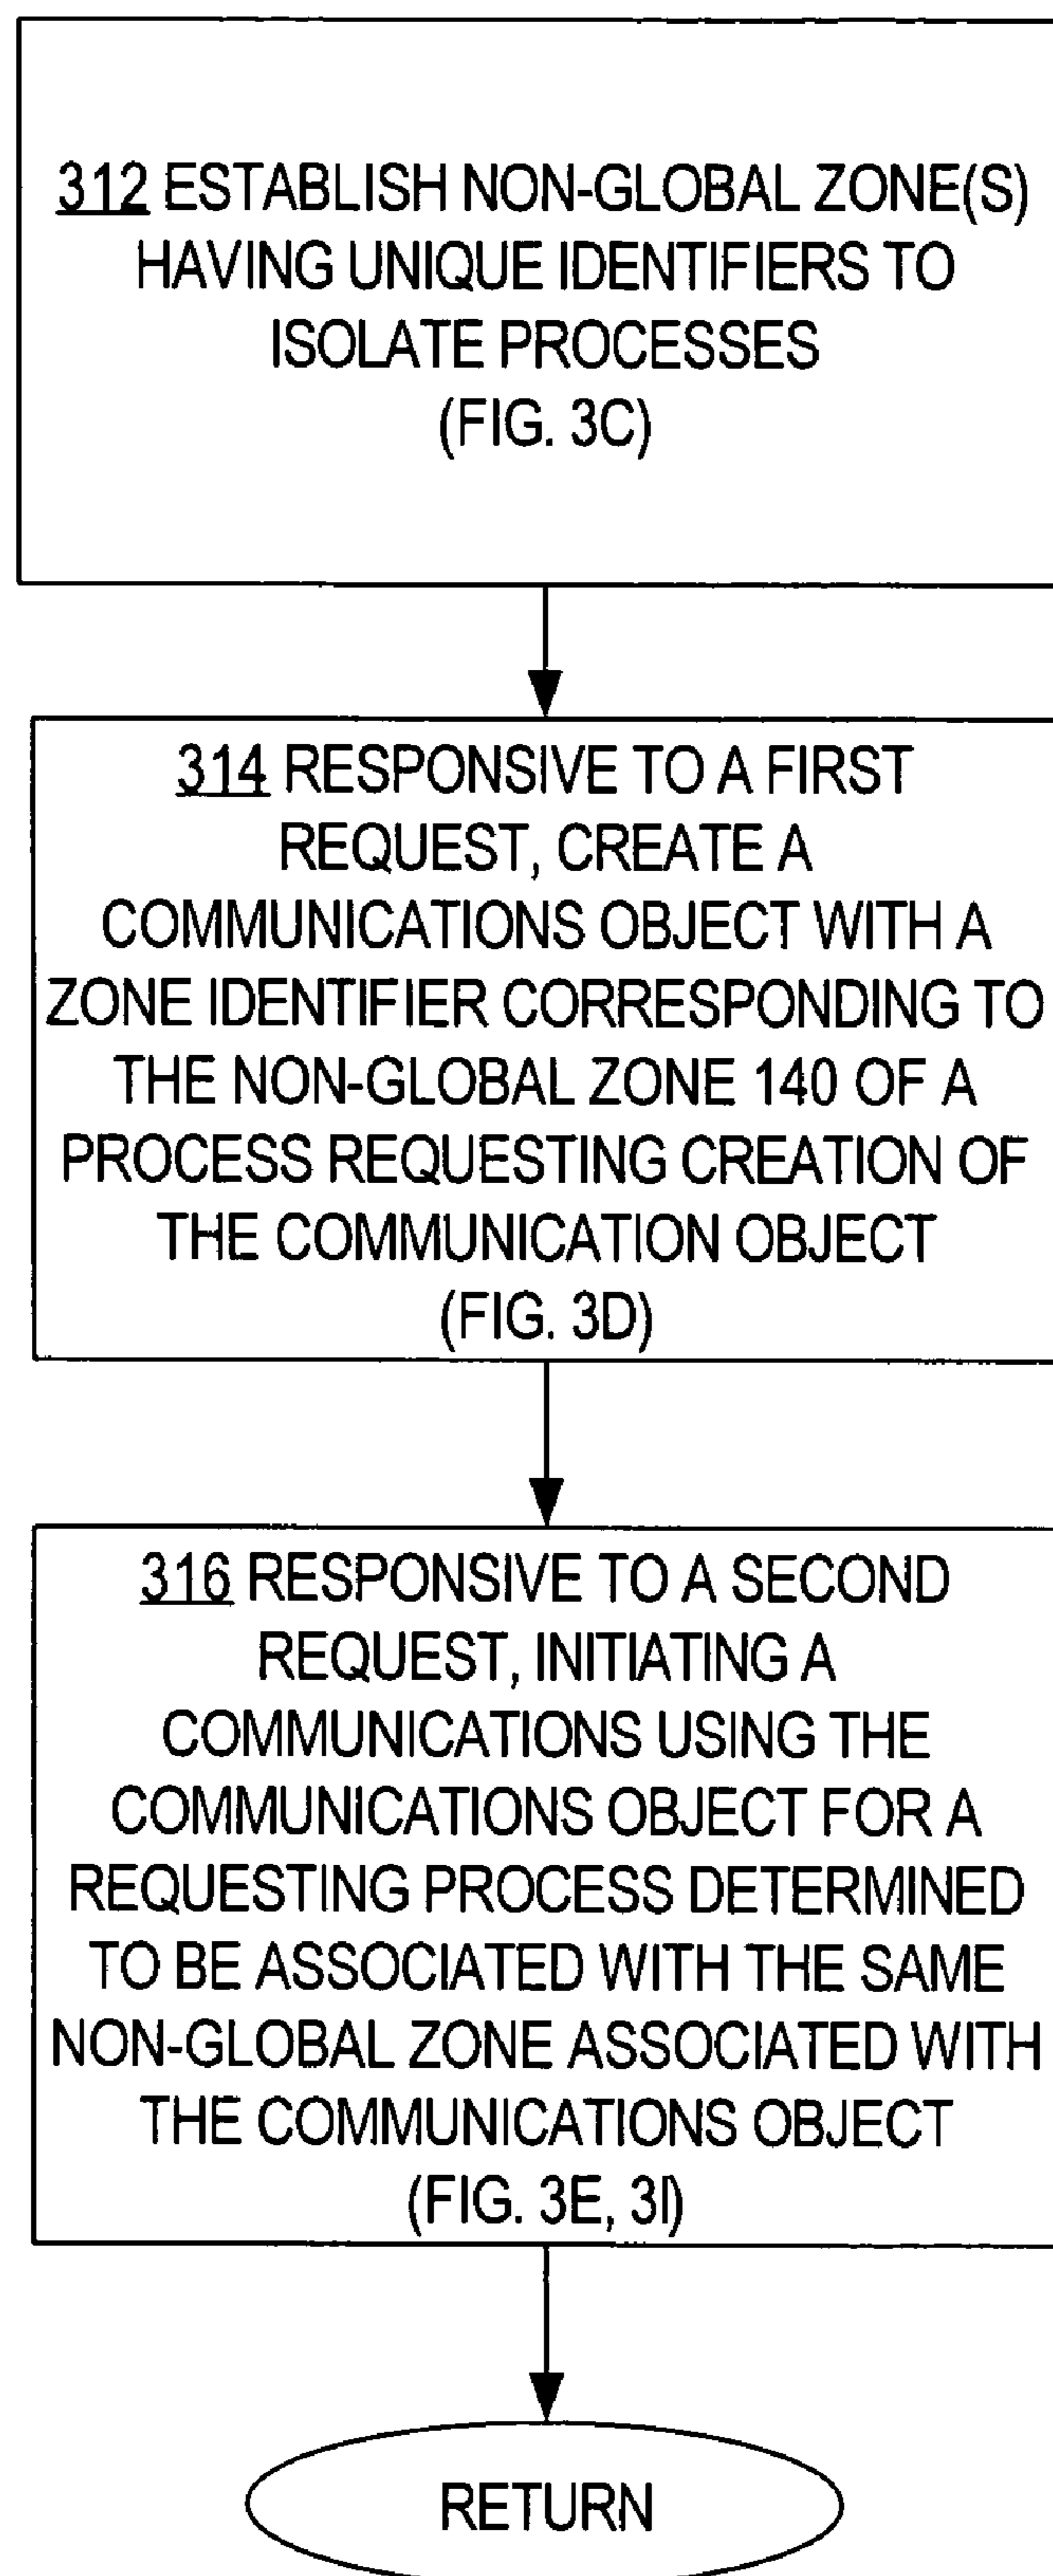 312 ESTABLISH NON-GLOBAL ZONE(S)
HAVING UNIQUE IDENTIFIERS TO
ISOLATE PROCESSES
(FIG. 3C)
314 RESPONSIVE TO A FIRST
REQUEST, CREATE A
COMMUNICATIONS OBJECT WITH A
ZONE IDENTIFIER CORRESPONDING TO
THE NON-GLOBAL ZONE 140 OF A
PROCESS REQUESTING CREATION OF
THE COMMUNICATION OBJECT
(FIG. 3D)
316 RESPONSIVE TO A SECOND
REQUEST, INITIATING A
COMMUNICATIONS USING THE
COMMUNICATIONS OBJECT FOR A
REQUESTING PROCESS DETERMINED
TO BE ASSOCIATED WITH THE SAME
NON-GLOBAL ZONE ASSOCIATED WITH
THE COMMUNICATIONS OBJECT
(FIG. 3E, 3I)
RETURN